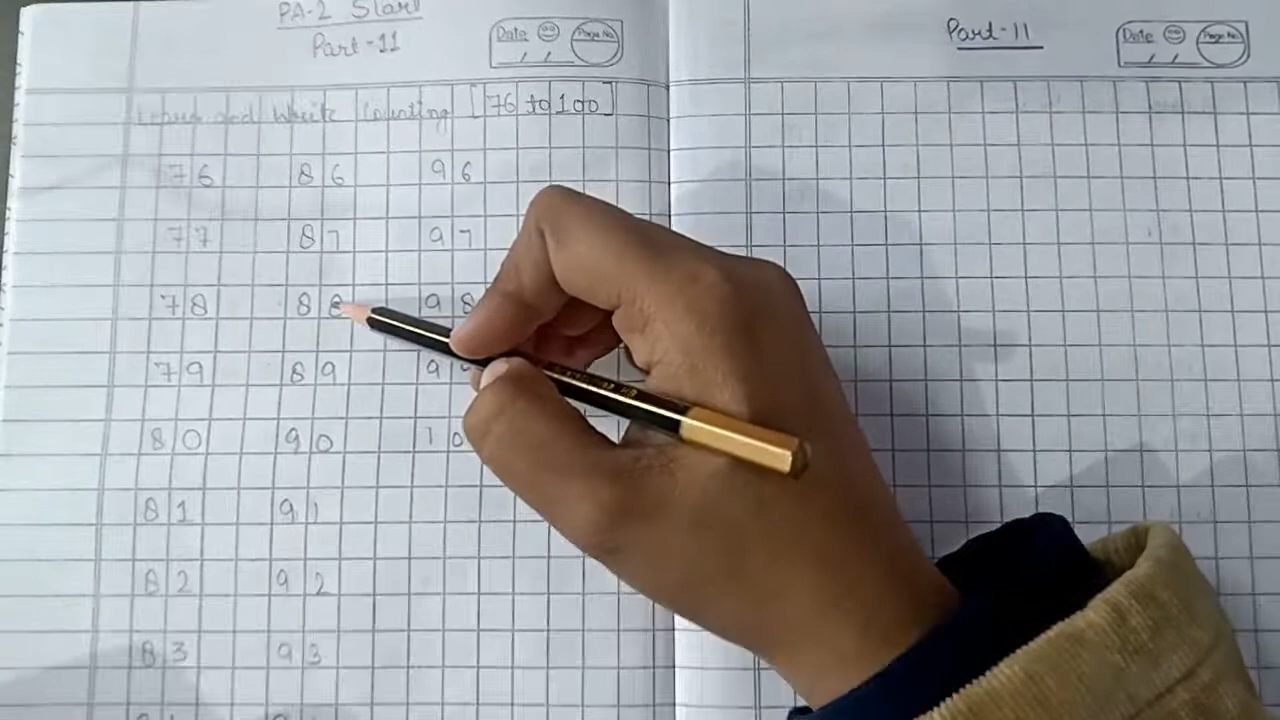 PA-2 Start
Part-11
Date Page No.
Learn and Write Counting [76 to 100]
76 86 96
77 87 97
78 88 98
79 89 9
80 90 10
81 91
82 92
83 93
Part-11
Date Page No.